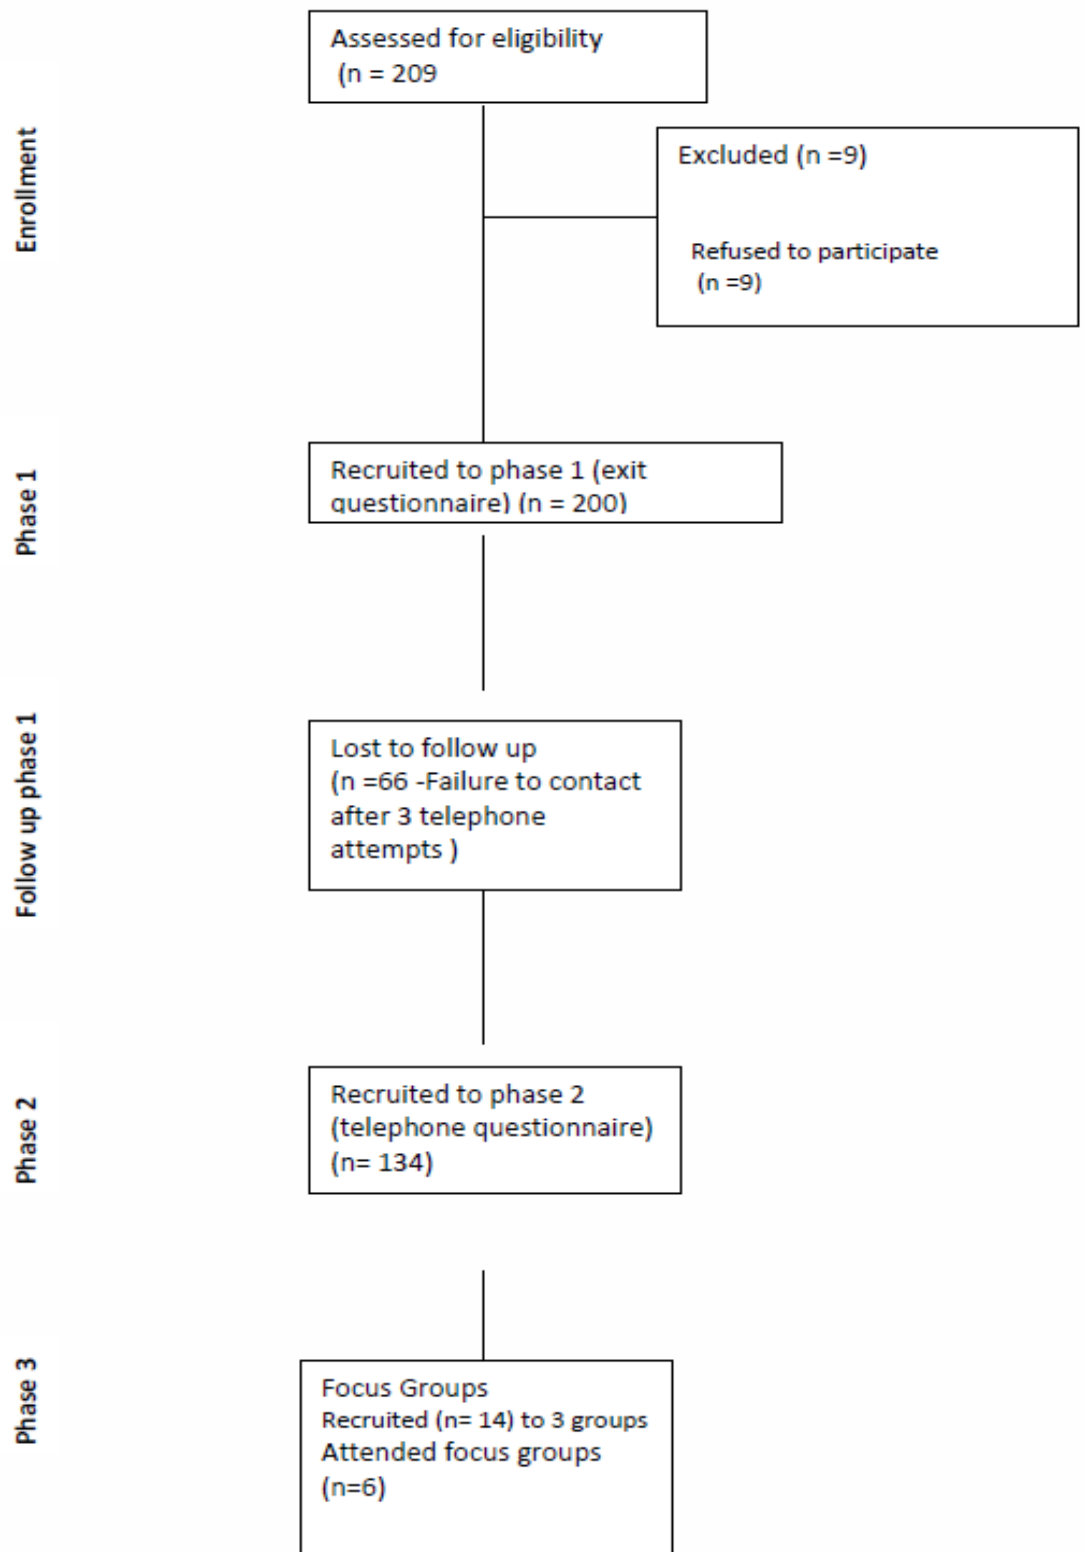 Assessed for eligibility
(n = 209
Enrollment
Excluded (n =9)
Refused to participate
(n =9)
Phase 1
Recruited to phase 1 (exit
questionnaire) (n = 200)
Follow up phase 1
Lost to follow up
(n =66 -Failure to contact
after 3 telephone
attempts )
Phase 2
Recruited to phase 2
(telephone questionnaire)
(n= 134)
Phase 3
Focus Groups
Recruited (n= 14) to 3 groups
Attended focus groups
(n=6)